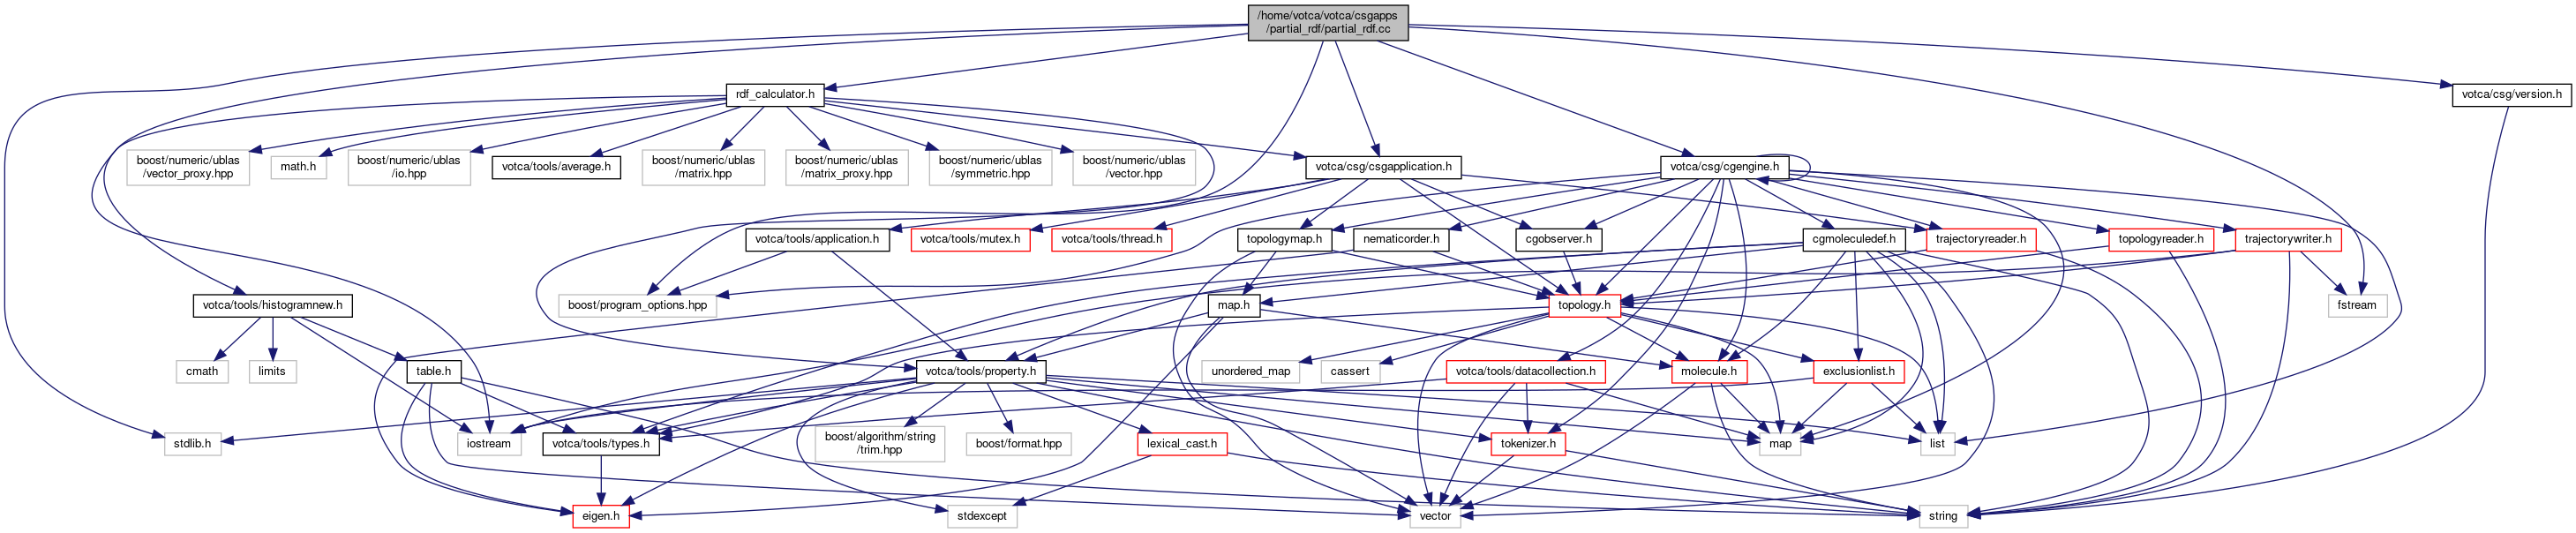 /home/votca/votca/csgapps
/partial_rdf/partial_rdf.cc
rdf_calculator.h
votca/csg/version.h
boost/numeric/ublas
/vector_proxy.hpp
math.h
boost/numeric/ublas
/io.hpp
votca/tools/average.h
boost/numeric/ublas
/matrix.hpp
boost/numeric/ublas
/matrix_proxy.hpp
boost/numeric/ublas
/symmetric.hpp
boost/numeric/ublas
/vector.hpp
votca/csg/csgapplication.h
votca/csg/cgengine.h
votca/tools/application.h
votca/tools/mutex.h
votca/tools/thread.h
topologymap.h
nematicorder.h
cgobserver.h
cgmoleculedef.h
trajectoryreader.h
topologyreader.h
trajectorywriter.h
votca/tools/histogramnew.h
boost/program_options.hpp
map.h
topology.h
fstream
cmath
limits
table.h
votca/tools/property.h
unordered_map
cassert
votca/tools/datacollection.h
molecule.h
exclusionlist.h
stdlib.h
iostream
votca/tools/types.h
boost/algorithm/string
/trim.hpp
boost/format.hpp
lexical_cast.h
tokenizer.h
map
list
eigen.h
stdexcept
vector
string